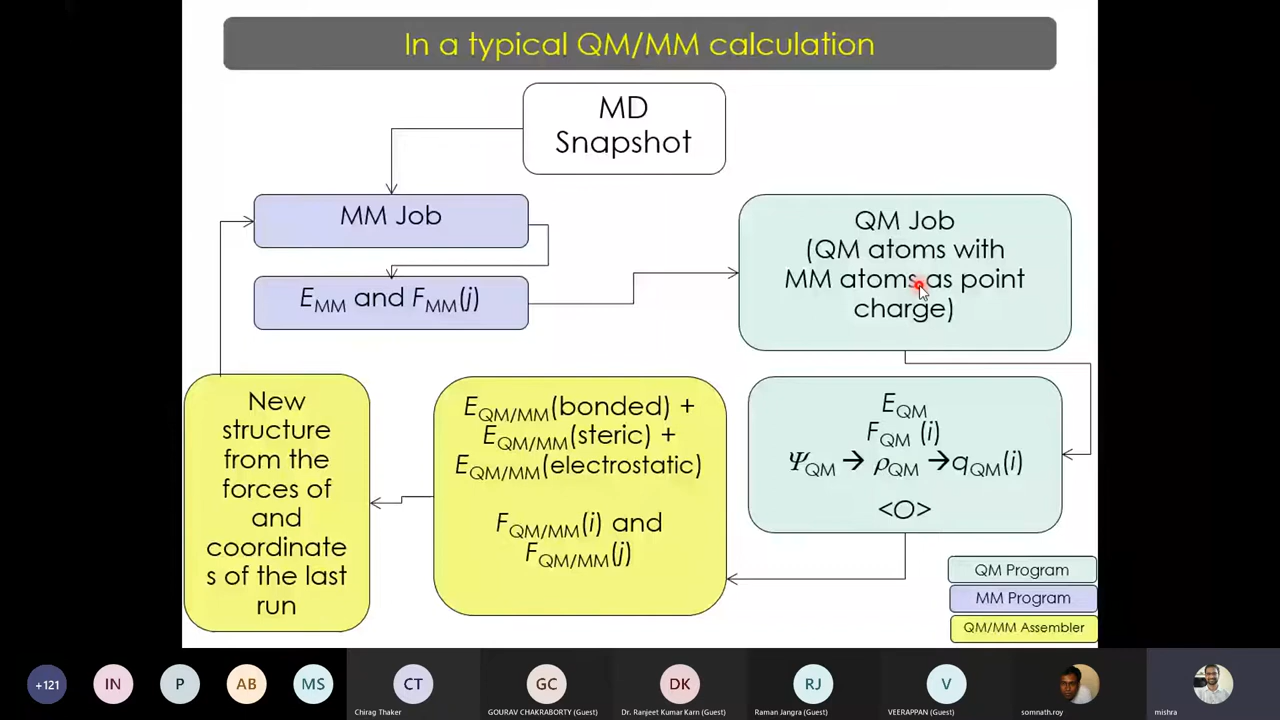 In a typical QM/MM calculation
MD
Snapshot
MM Job
E_MM and F_MM(j)
QM Job
(QM atoms with
MM atoms as point
charge)
E_QM
F_QM (i)
Ψ_QM → ρ_QM → q_QM(i)
<O>
E_QM/MM(bonded) +
E_QM/MM(steric) +
E_QM/MM(electrostatic)
F_QM/MM(i) and
F_QM/MM(j)
New
structure
from the
forces of
and
coordinate
s of the last
run
QM Program
MM Program
QM/MM Assembler
+121
IN
P
AB
MS
CT
GC
DK
RJ
V
Chirag Thaker
GOURAV CHAKRABORTY (Guest)
Dr. Ranjeet Kumar Karn (Guest)
Raman Jangra (Guest)
VEERAPPAN (Guest)
somnath.roy
mishra